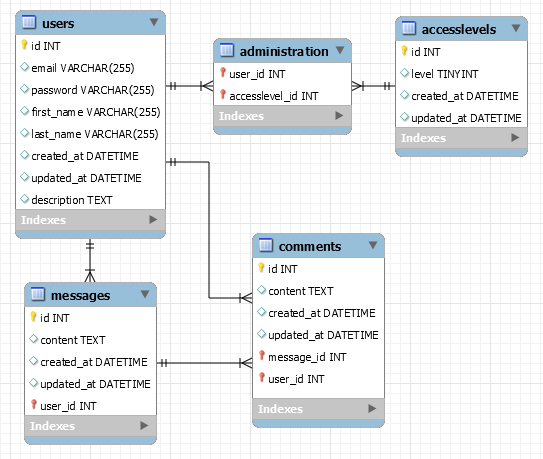 users
id INT
email VARCHAR(255)
password VARCHAR(255)
first_name VARCHAR(255)
last_name VARCHAR(255)
created_at DATETIME
updated_at DATETIME
description TEXT
Indexes
administration
user_id INT
accesslevel_id INT
Indexes
accesslevels
id INT
level TINYINT
created_at DATETIME
updated_at DATETIME
Indexes
messages
id INT
content TEXT
created_at DATETIME
updated_at DATETIME
user_id INT
Indexes
comments
id INT
content TEXT
created_at DATETIME
updated_at DATETIME
message_id INT
user_id INT
Indexes